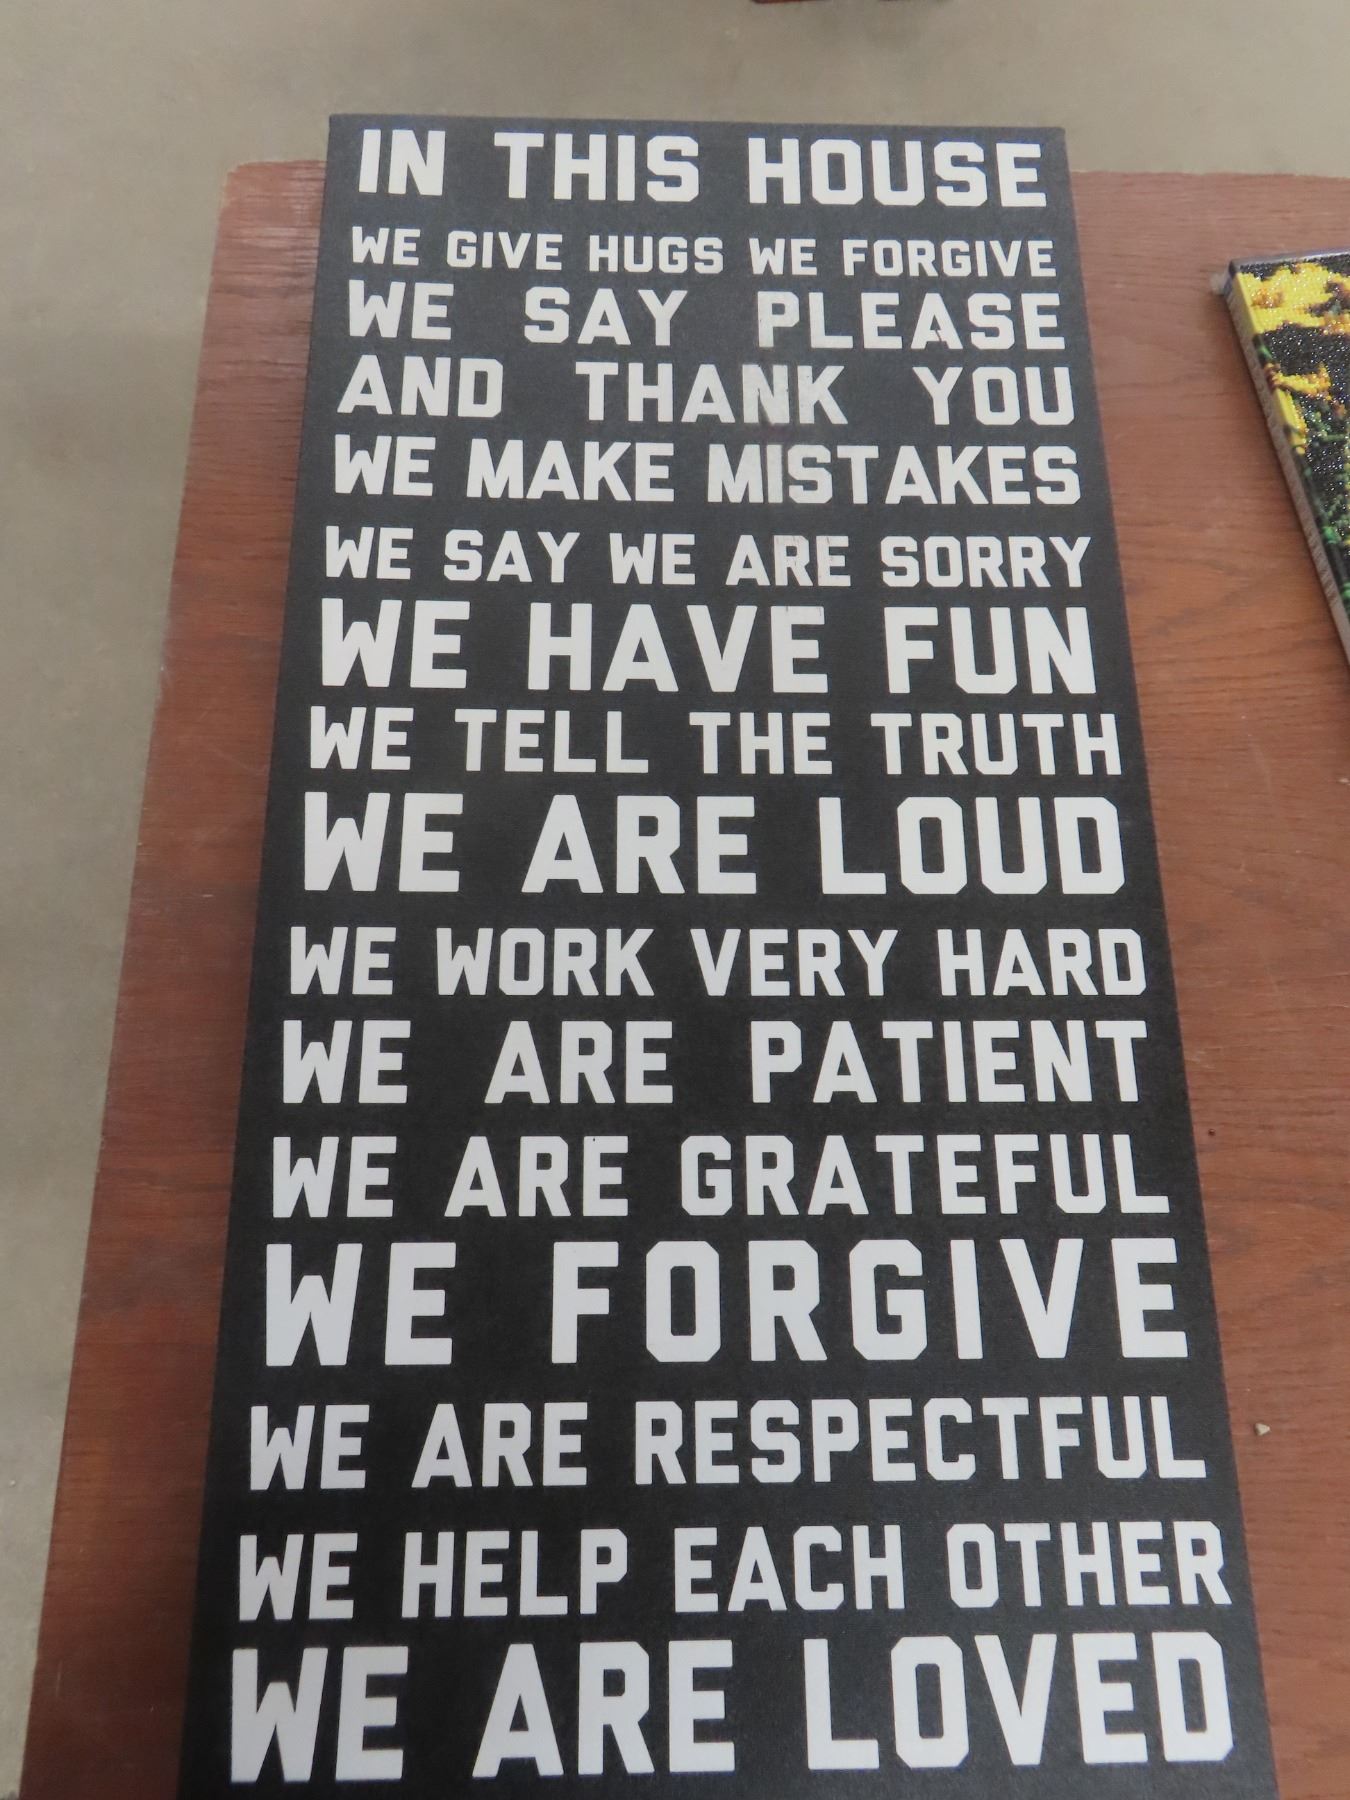 IN THIS HOUSE
WE GIVE HUGS WE FORGIVE
WE SAY PLEASE
AND THANK YOU
WE MAKE MISTAKES
WE SAY WE ARE SORRY
WE HAVE FUN
WE TELL THE TRUTH
WE ARE LOUD
WE WORK VERY HARD
WE ARE PATIENT
WE ARE GRATEFUL
WE FORGIVE
WE ARE RESPECTFUL
WE HELP EACH OTHER
WE ARE LOVED